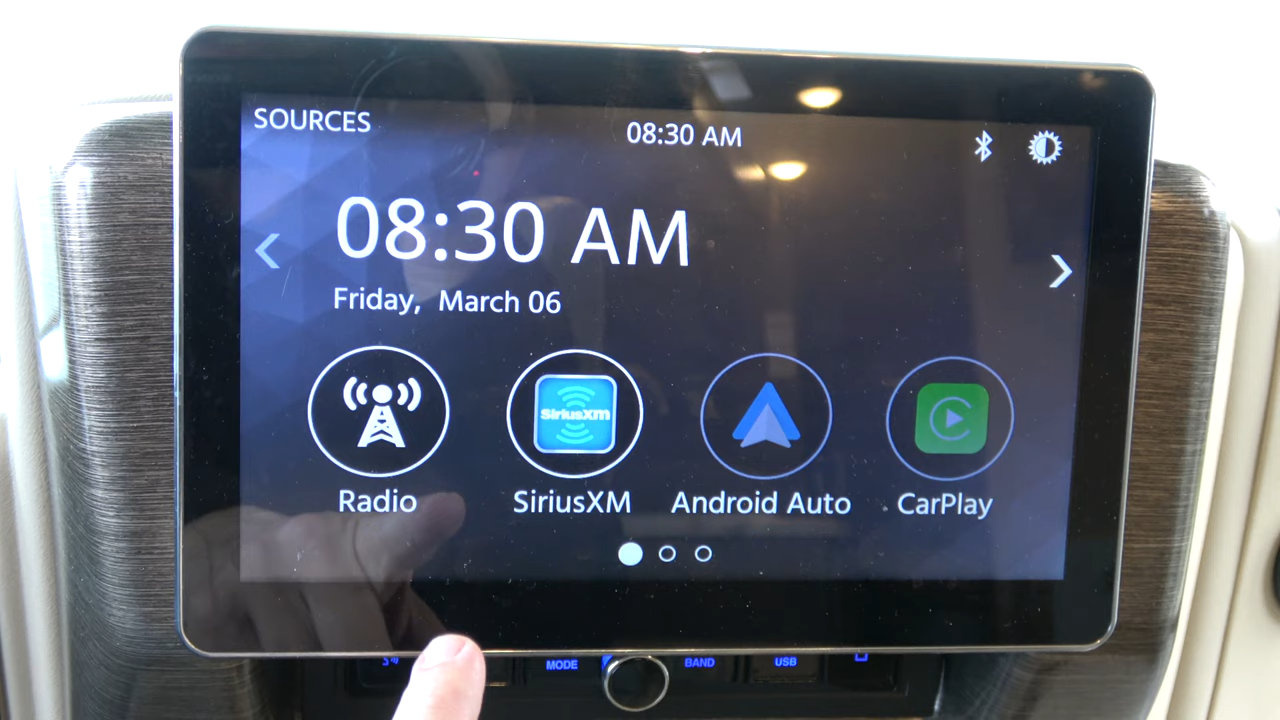 SOURCES
08:30 AM
08:30 AM
Friday, March 06
SiriusXM
Radio
SiriusXM
Android Auto
CarPlay
MODE
BAND
USB